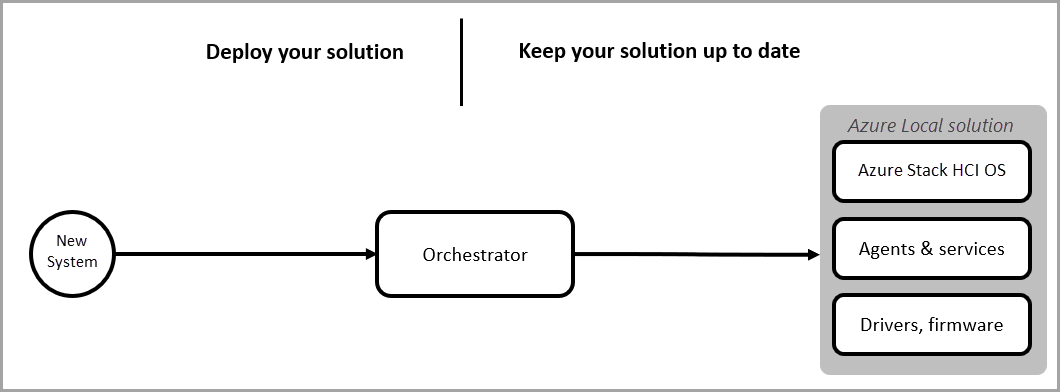 Deploy your solution
Keep your solution up to date
Azure Local solution
Azure Stack HCI OS
New
System
Orchestrator
Agents & services
Drivers, firmware